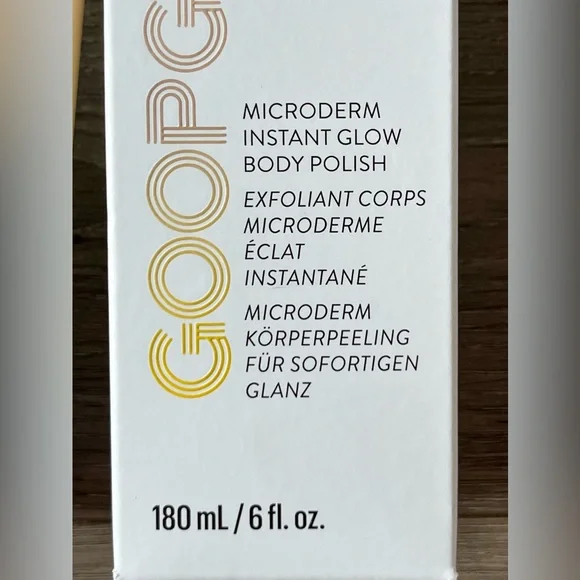 GOOPG
MICRODERM
INSTANT GLOW
BODY POLISH
EXFOLIANT CORPS
MICRODERME
ÉCLAT
INSTANTANÉ
MICRODERM
KÖRPERPEELING
FÜR SOFORTIGEN
GLANZ
180 mL / 6 fl. oz.